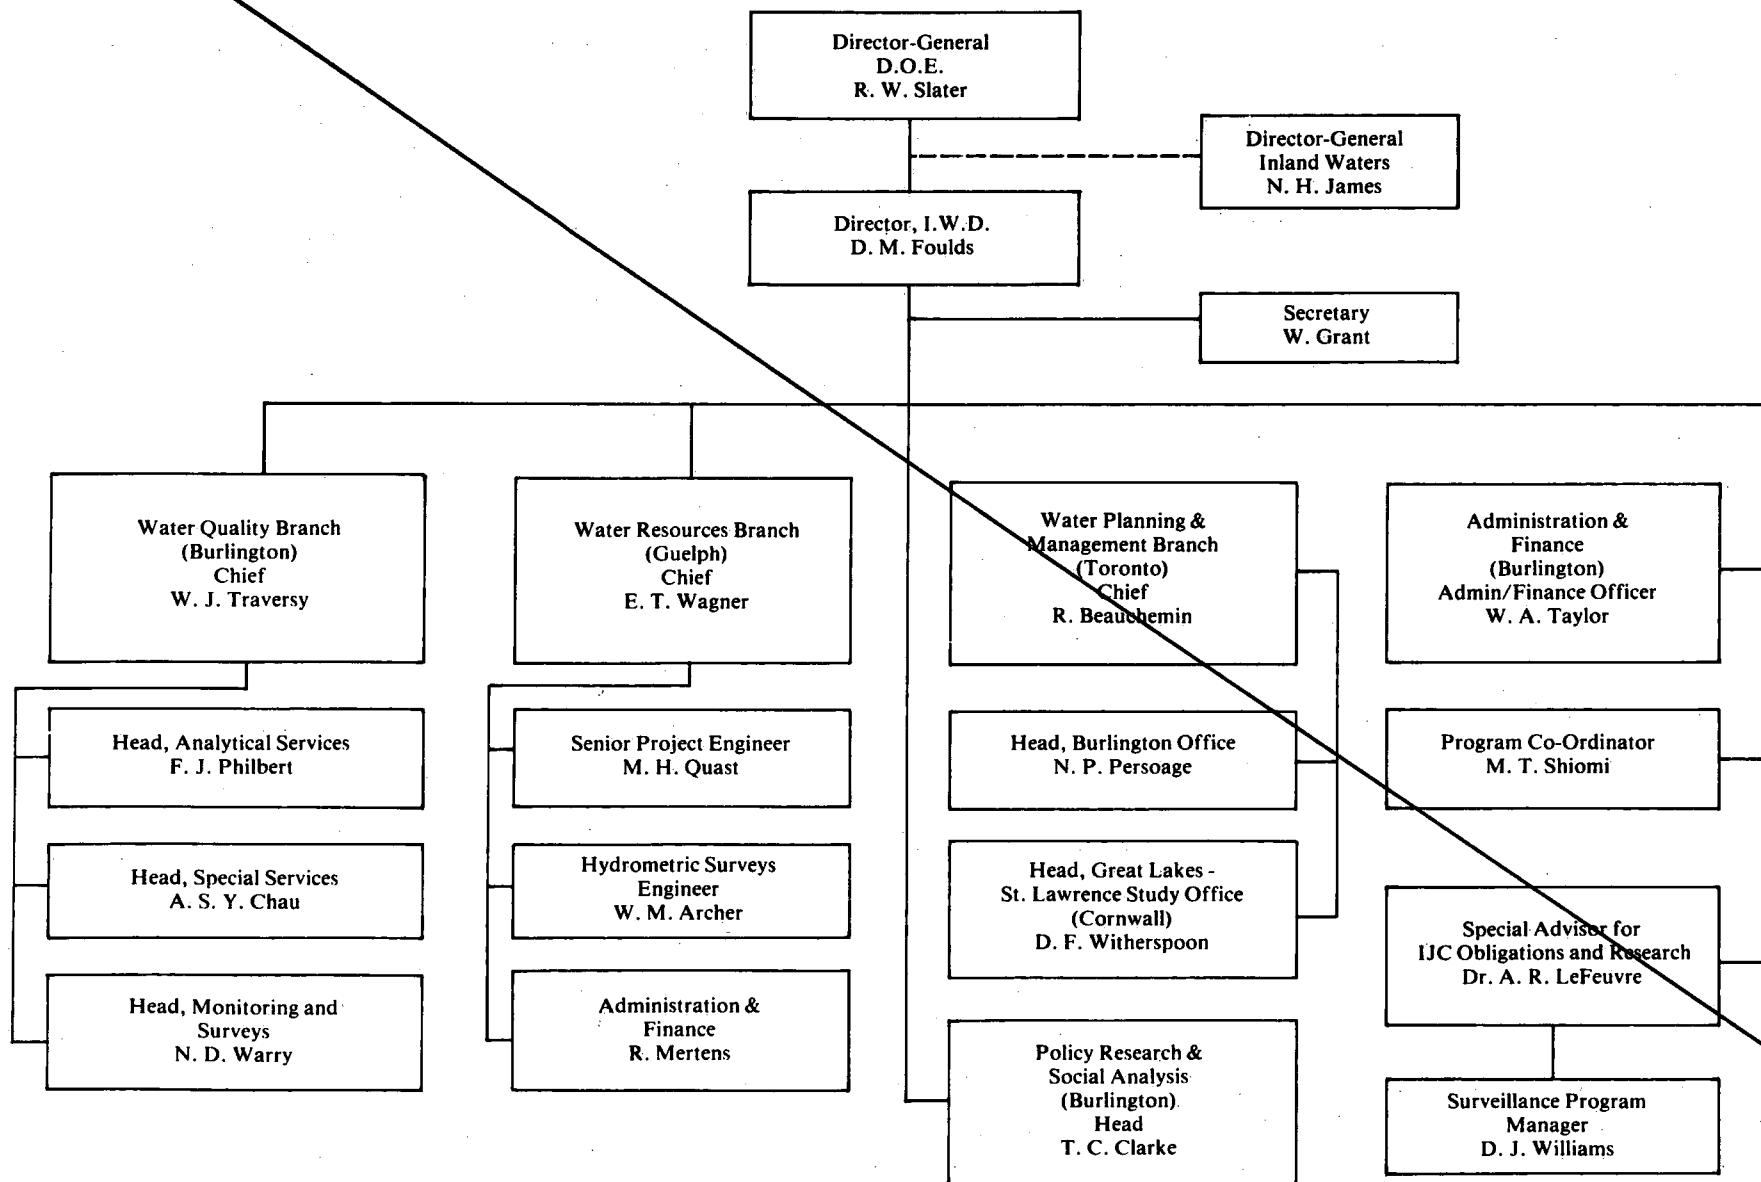 Director-General
D.O.E.
R. W. Slater
Director-General
Inland Waters
N. H. James
Director, I.W.D.
D. M. Foulds
Secretary
W. Grant
Water Quality Branch
(Burlington)
Chief
W. J. Traversy
Water Resources Branch
(Guelph)
Chief
E. T. Wagner
Water Planning &
Management Branch
(Toronto)
Chief
R. Beauchemin
Administration &
Finance
(Burlington)
Admin/Finance Officer
W. A. Taylor
Head, Analytical Services
F. J. Philbert
Senior Project Engineer
M. H. Quast
Head, Burlington Office
N. P. Persoage
Program Co-Ordinator
M. T. Shiomi
Head, Special Services
A. S. Y. Chau
Hydrometric Surveys
Engineer
W. M. Archer
Head, Great Lakes -
St. Lawrence Study Office
(Cornwall)
D. F. Witherspoon
Special Advisor for
IJC Obligations and Research
Dr. A. R. LeFeuvre
Head, Monitoring and
Surveys
N. D. Warry
Administration &
Finance
R. Mertens
Policy Research &
Social Analysis
(Burlington)
Head
T. C. Clarke
Surveillance Program
Manager
D. J. Williams